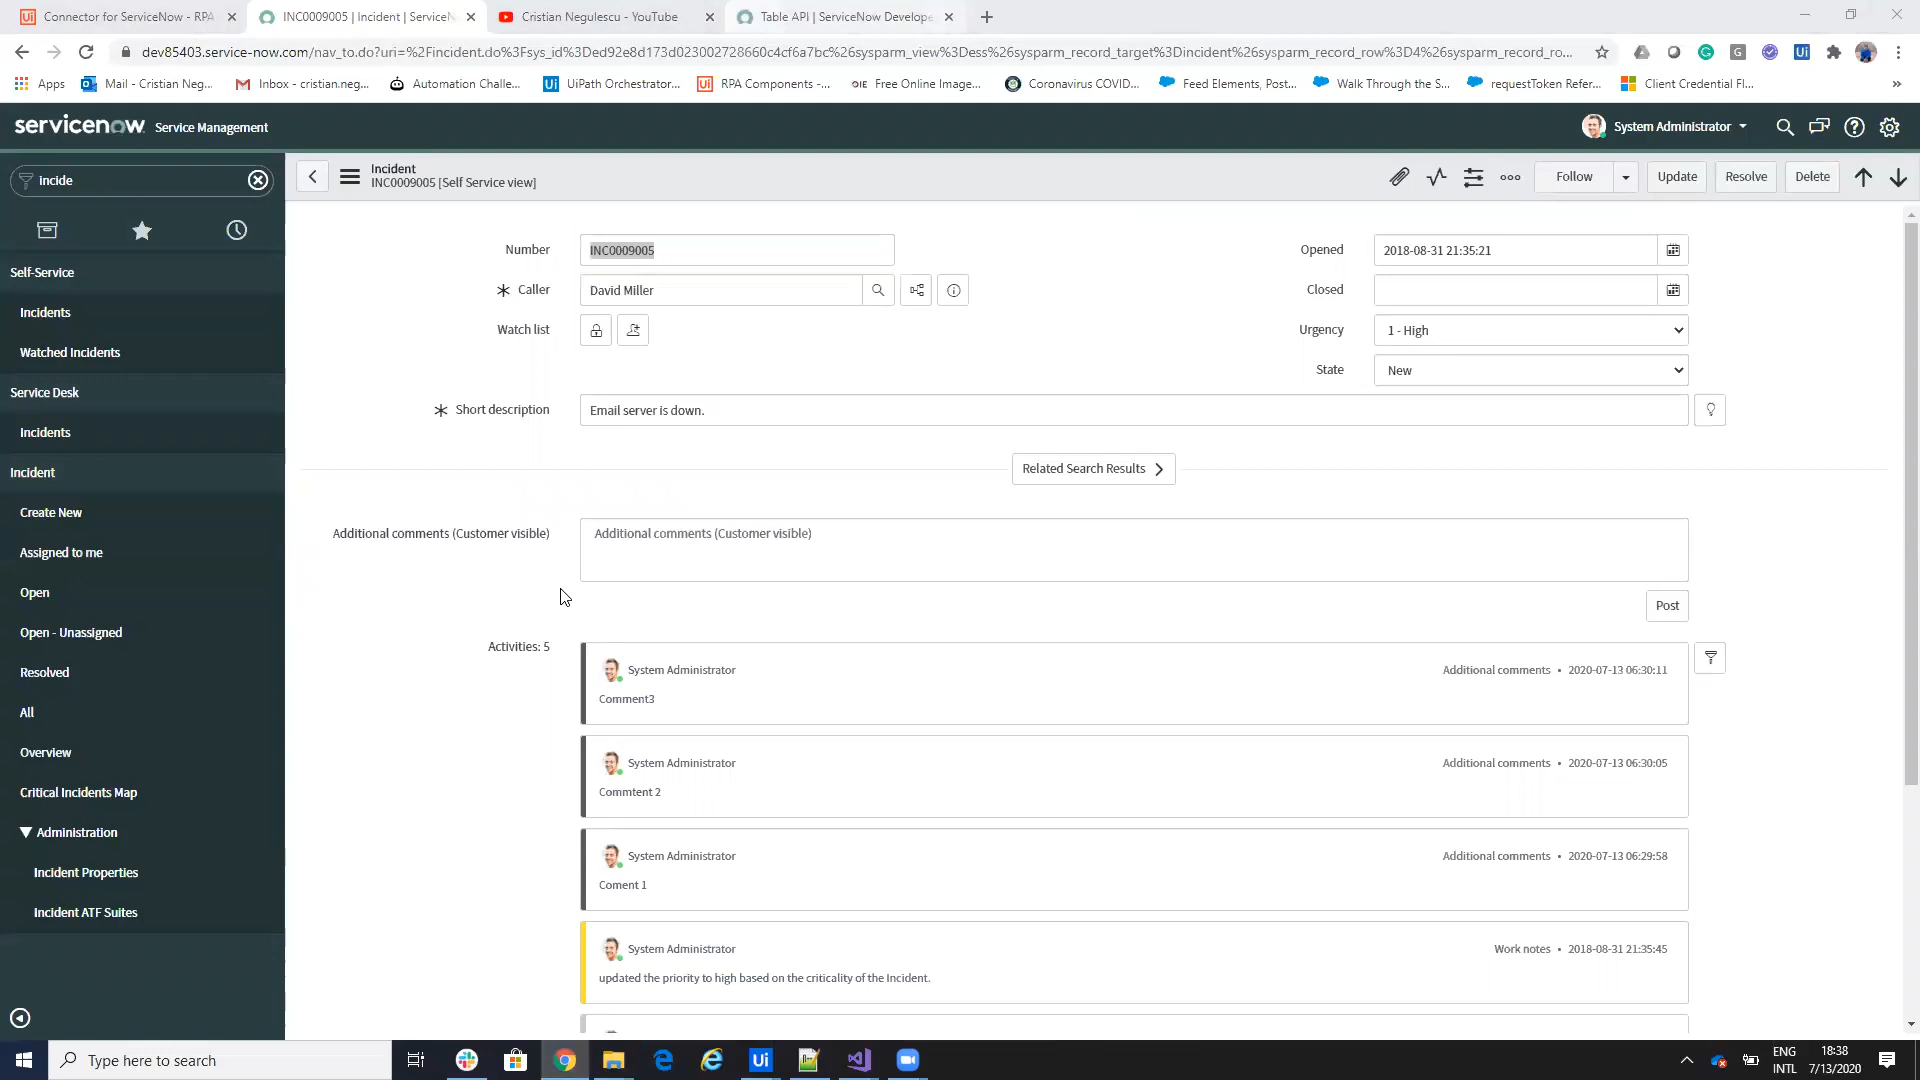 Connector for ServiceNow - RPA
INC0009005 | Incident | ServiceN
Cristian Negulescu - YouTube
Table API | ServiceNow Develope
dev85403.service-now.com/nav_to.do?uri=%2Fincident.do%3Fsys_id%3Ded92e8d173d023002728660c4cf6a7bc%26sysparm_view%3Dess%26sysparm_record_target%3Dincident%26sysparm_record_row%3D4%26sysparm_record_ro...
Apps
Mail - Cristian Neg...
Inbox - cristian.neg...
Automation Challe...
UiPath Orchestrator...
RPA Components -...
Free Online Image...
Coronavirus COVID...
Feed Elements, Post...
Walk Through the S...
requestToken Refer...
Client Credential Fl...
servicenow Service Management
System Administrator
incide
Incident
INC0009005 [Self Service view]
Follow
Update
Resolve
Delete
Self-Service
Incidents
Watched Incidents
Service Desk
Incidents
Incident
Create New
Assigned to me
Open
Open - Unassigned
Resolved
All
Overview
Critical Incidents Map
Administration
Incident Properties
Incident ATF Suites
Number INC0009005
Opened 2018-08-31 21:35:21
Caller David Miller
Closed
Watch list
Urgency 1 - High
State New
Short description Email server is down.
Related Search Results
Additional comments (Customer visible)
Additional comments (Customer visible)
Post
Activities: 5
System Administrator Additional comments • 2020-07-13 06:30:11
Comment3
System Administrator Additional comments • 2020-07-13 06:30:05
Commtent 2
System Administrator Additional comments • 2020-07-13 06:29:58
Coment 1
System Administrator Work notes • 2018-08-31 21:35:45
updated the priority to high based on the criticality of the Incident.
Type here to search
ENG
INTL
18:38
7/13/2020